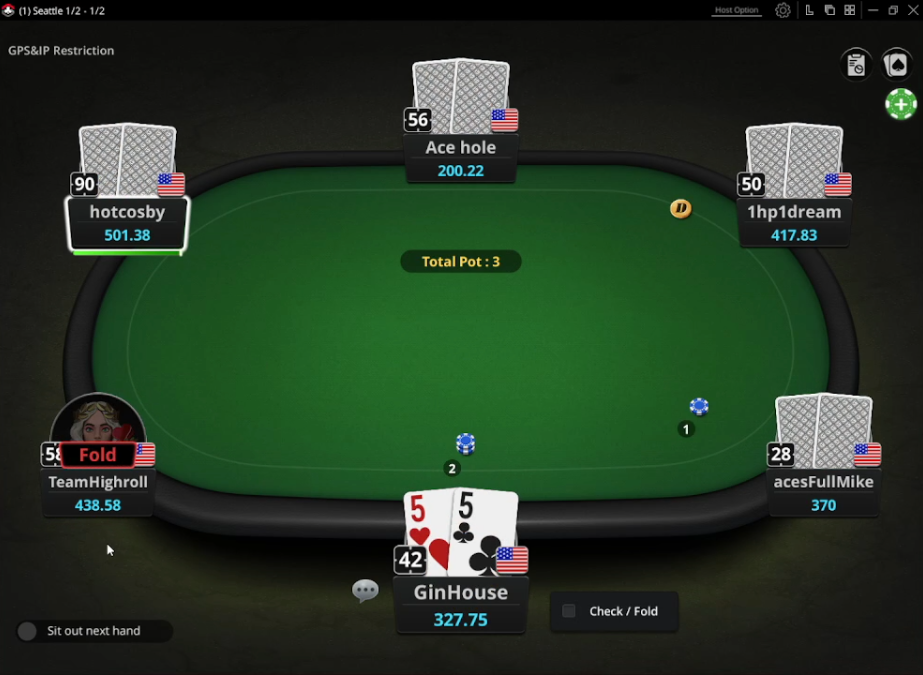 (1) Seattle 1/2 - 1/2
Host Option
GPS&IP Restriction
56
Ace hole
200.22
90
hotcosby
501.38
50
1hp1dream
417.83
D
Total Pot : 3
1
2
58
Fold
TeamHighroll
438.58
28
acesFullMike
370
5 5
42
GinHouse
327.75
Check / Fold
Sit out next hand